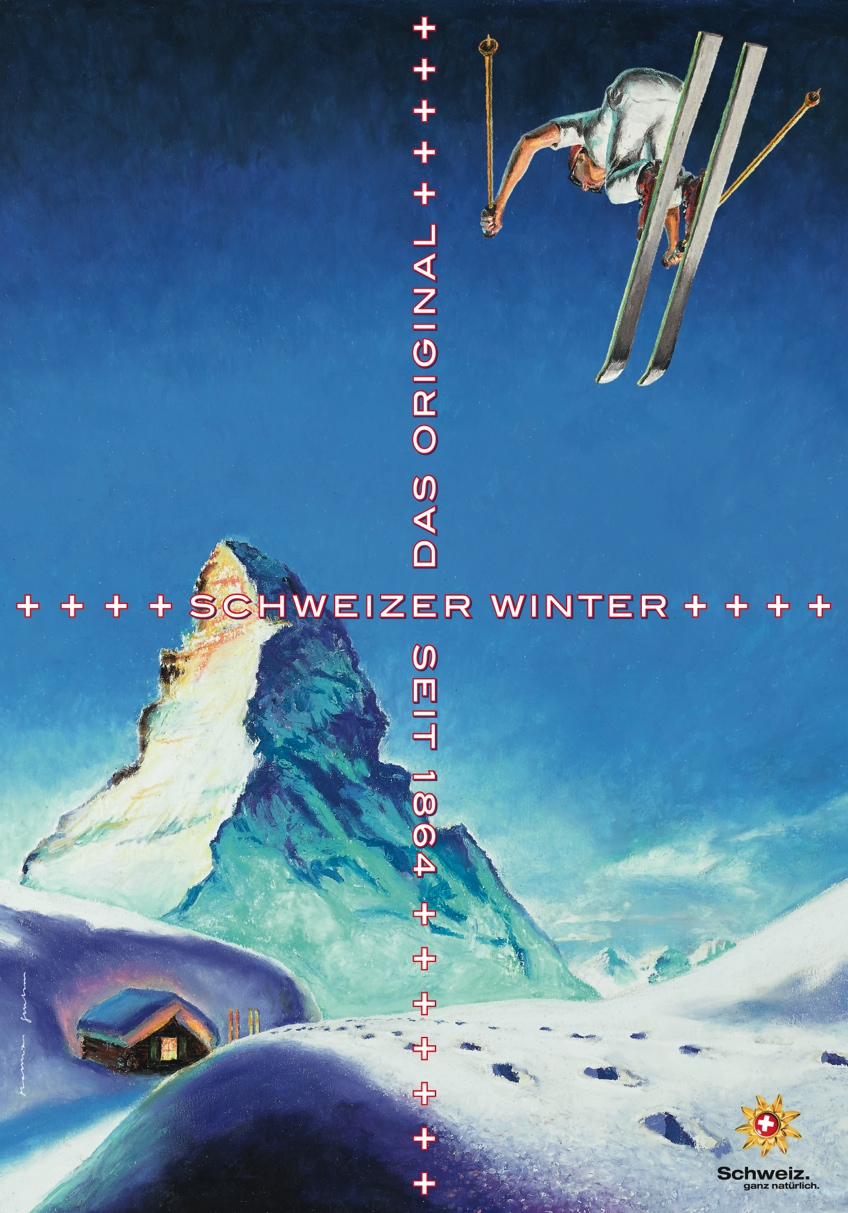 + + + + + DAS ORIGINAL
+ + + + SCHWEIZER WINTER + + + +
SEIT 1864 + + + + + + +
Schweiz.
ganz natürlich.